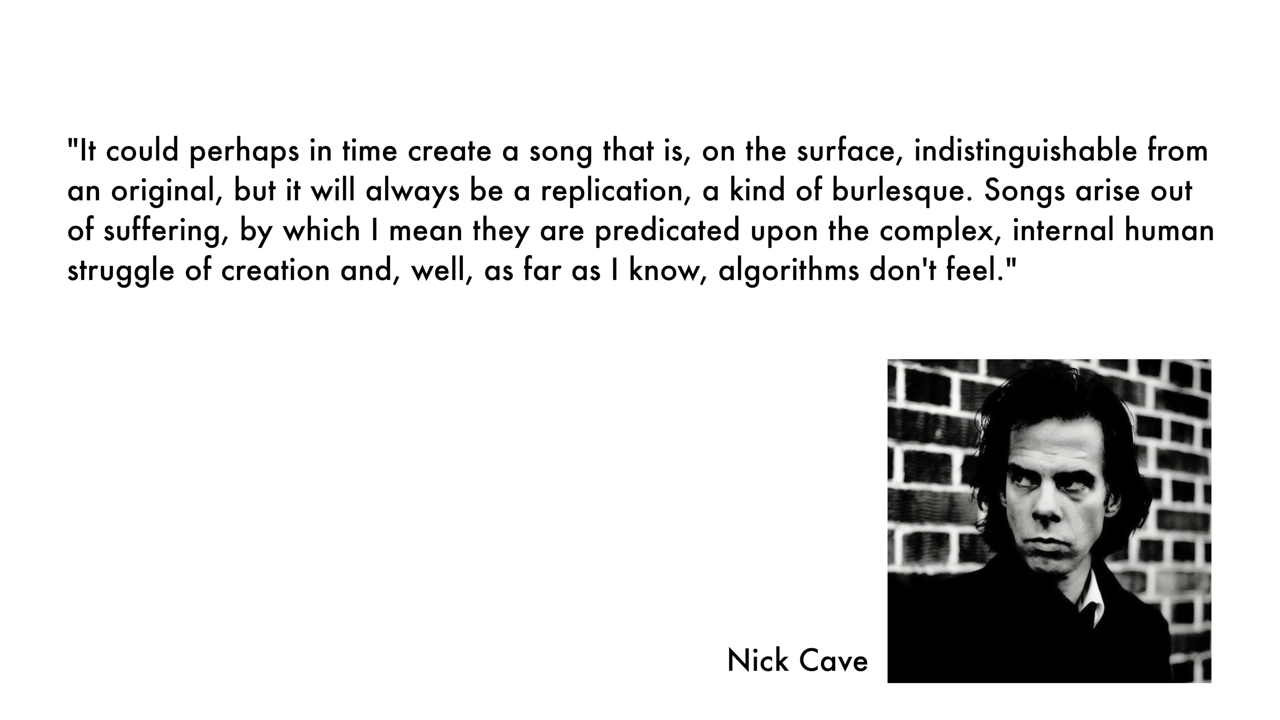 "It could perhaps in time create a song that is, on the surface, indistinguishable from
an original, but it will always be a replication, a kind of burlesque. Songs arise out
of suffering, by which I mean they are predicated upon the complex, internal human
struggle of creation and, well, as far as I know, algorithms don't feel."
Nick Cave